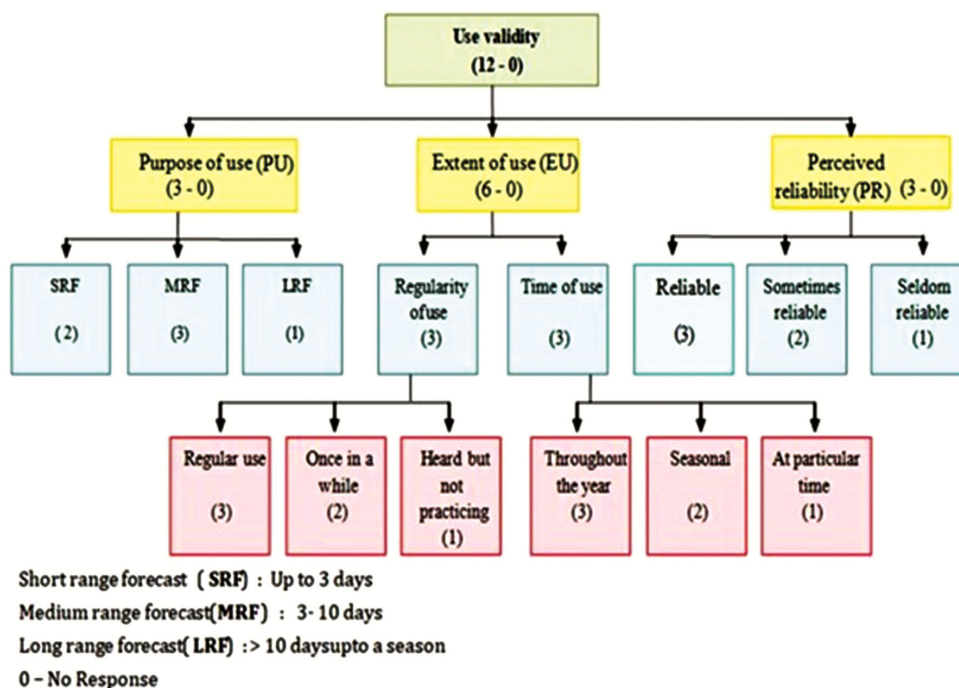 Use validity
(12 - 0)
Purpose of use (PU)
(3 - 0)
Extent of use (EU)
(6 - 0)
Perceived
reliability (PR) (3 - 0)
SRF
(2)
MRF
(3)
LRF
(1)
Regularity
of use
(3)
Time of use
(3)
Reliable
(3)
Sometimes
reliable
(2)
Seldom
reliable
(1)
Regular use
(3)
Once in a
while
(2)
Heard but
not
practicing
(1)
Throughout
the year
(3)
Seasonal
(2)
At particular
time
(1)
Short range forecast ( SRF) : Up to 3 days
Medium range forecast(MRF) : 3- 10 days
Long range forecast( LRF) :> 10 daysupto a season
0 – No Response